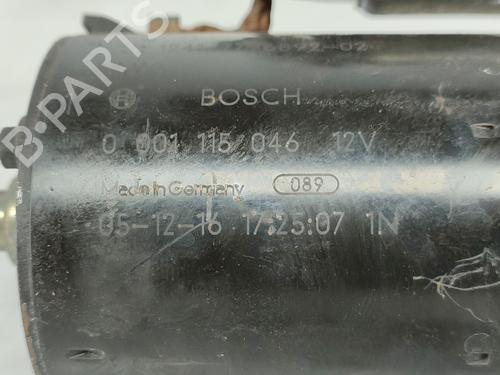 BOSCH
0 001 115 046 12V
Made in Germany 089
05-12-16 17:25:07 1N
B-PARTS